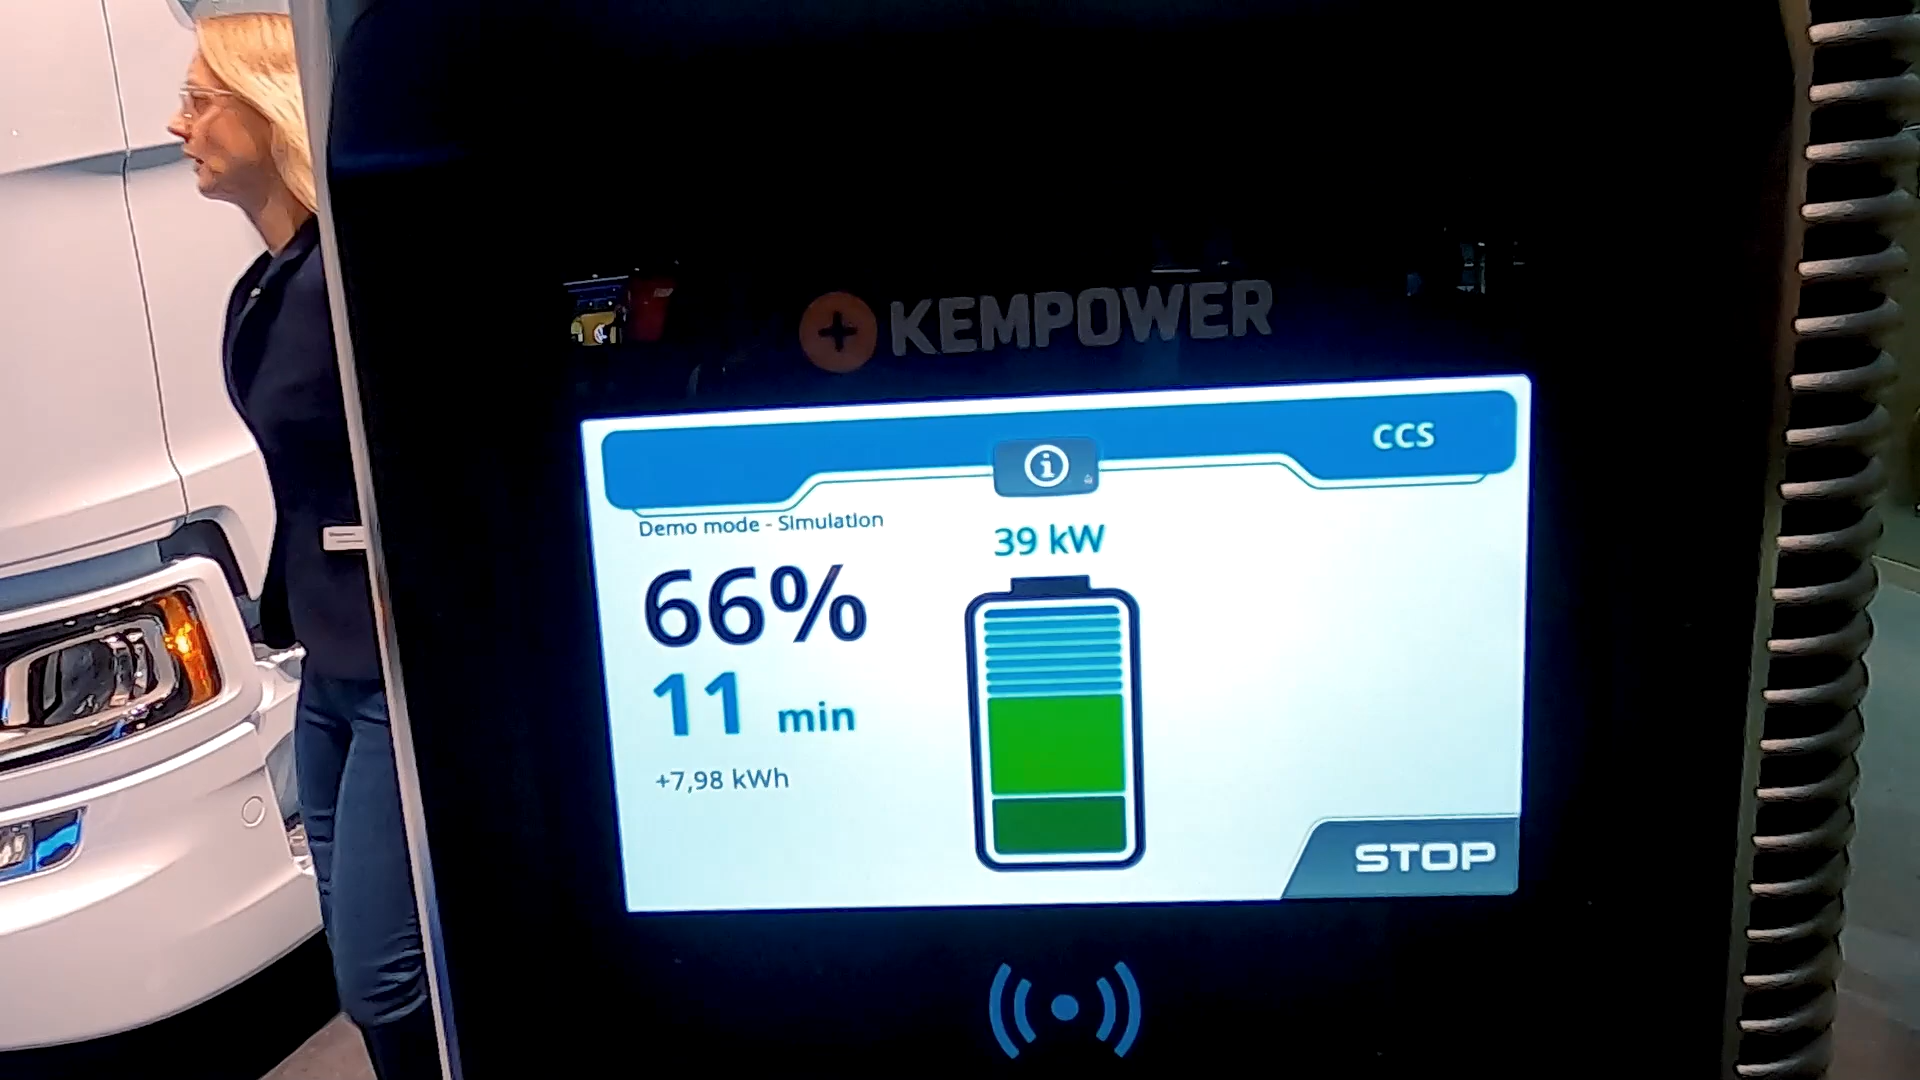 KEMPOWER
CCS
Demo mode - Simulation
39 kW
66%
11 min
+7,98 kWh
STOP